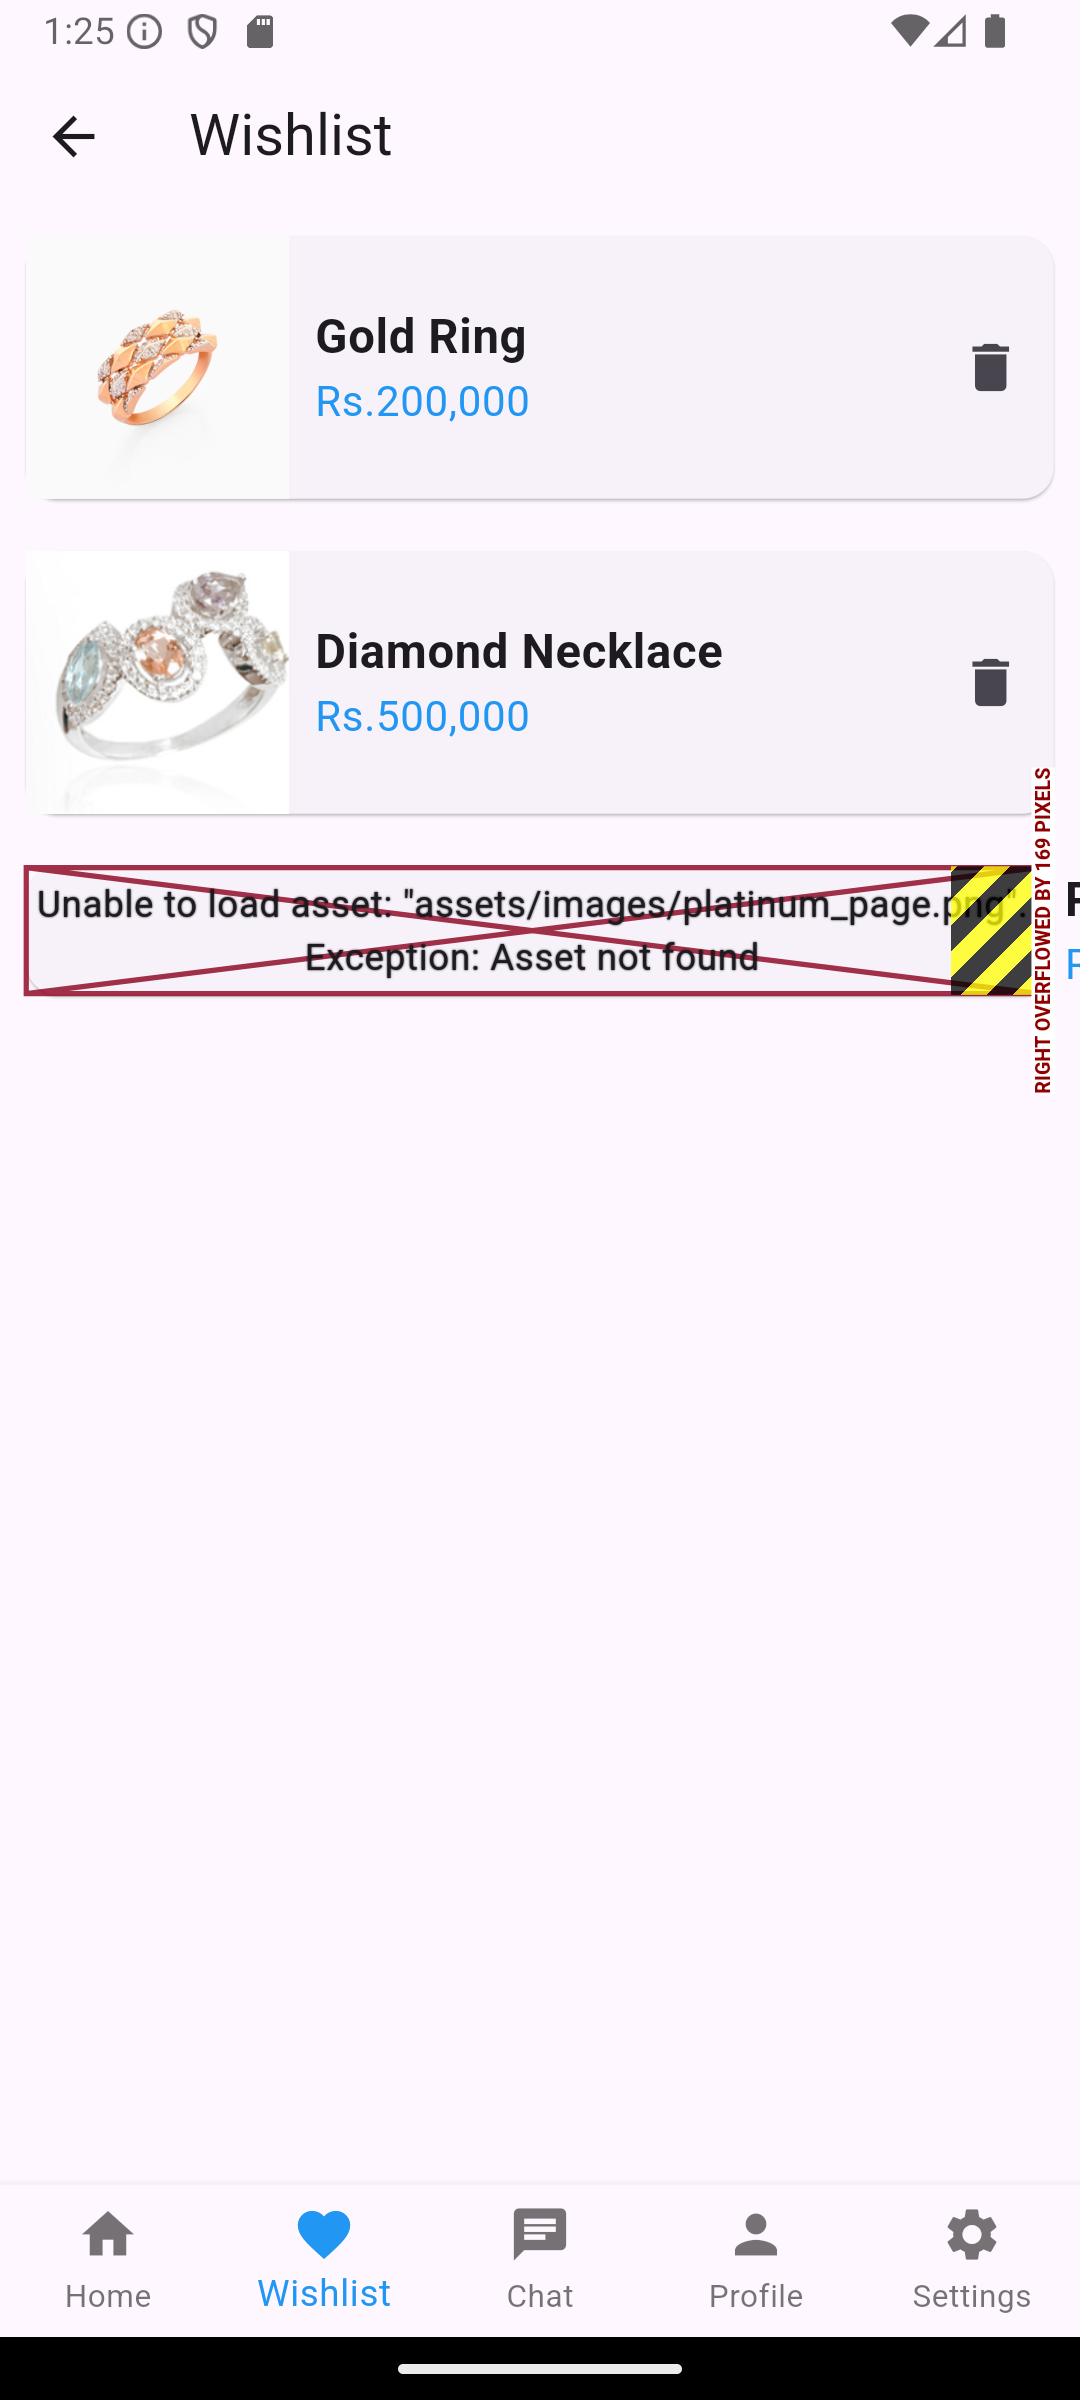 1:25
Wishlist
Gold Ring
Rs.200,000
Diamond Necklace
Rs.500,000
Unable to load asset: "assets/images/platinum_page.png".
Exception: Asset not found
RIGHT OVERFLOWED BY 169 PIXELS
Home
Wishlist
Chat
Profile
Settings